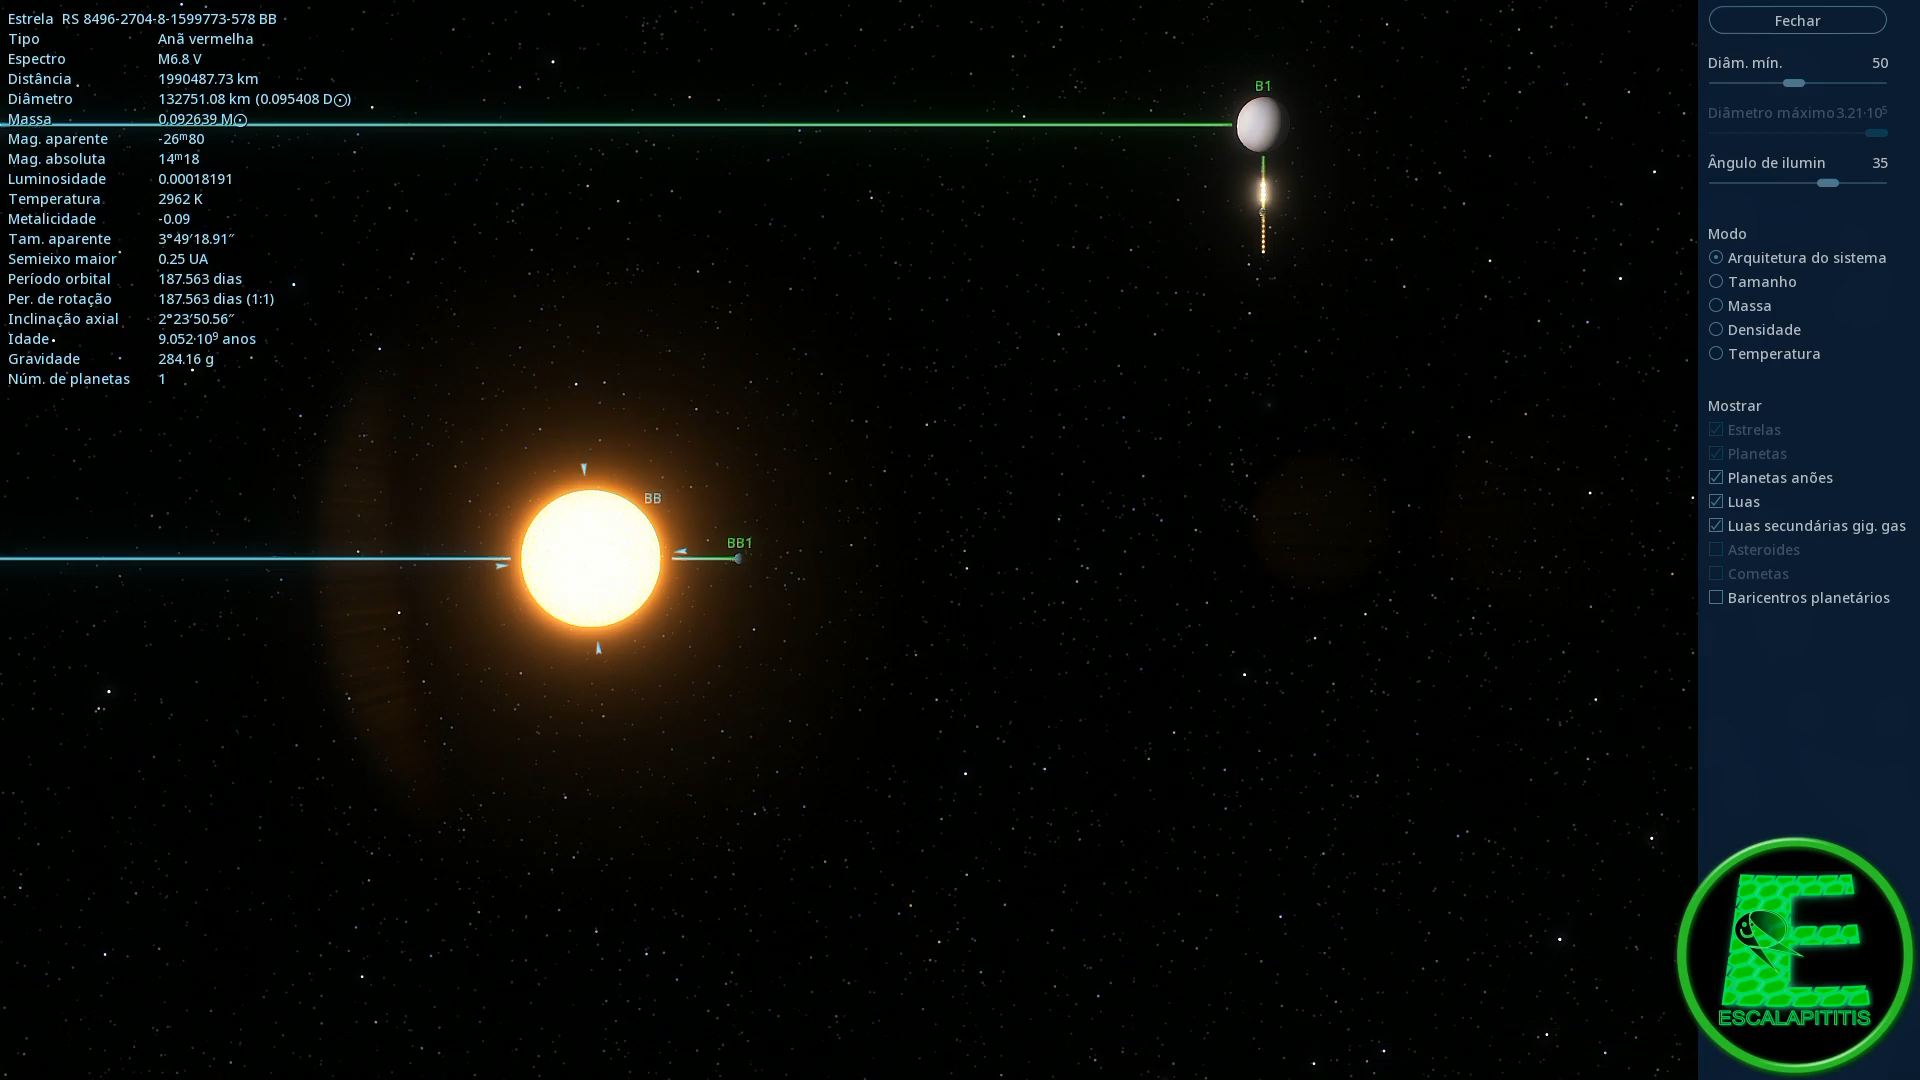 Estrela RS 8496-2704-8-1599773-578 BB
Tipo Anã vermelha
Espectro M6.8 V
Distância 1990487.73 km
Diâmetro 132751.08 km (0.095408 D☉)
Massa 0.092639 M☉
Mag. aparente -26ᵐ80
Mag. absoluta 14ᵐ18
Luminosidade 0.00018191
Temperatura 2962 K
Metalicidade -0.09
Tam. aparente 3°49′18.91″
Semieixo maior 0.25 UA
Período orbital 187.563 dias
Per. de rotação 187.563 dias (1:1)
Inclinação axial 2°23′50.56″
Idade 9.052·10⁹ anos
Gravidade 284.16 g
Núm. de planetas 1
B1
BB
BB1
Fechar
Diâm. mín. 50
Diâmetro máximo 3.21·10⁵
Ângulo de ilumin 35
Modo
Arquitetura do sistema
Tamanho
Massa
Densidade
Temperatura
Mostrar
Estrelas
Planetas
Planetas anões
Luas
Luas secundárias gig. gas
Asteroides
Cometas
Baricentros planetários
E
ESCALAPITITIS